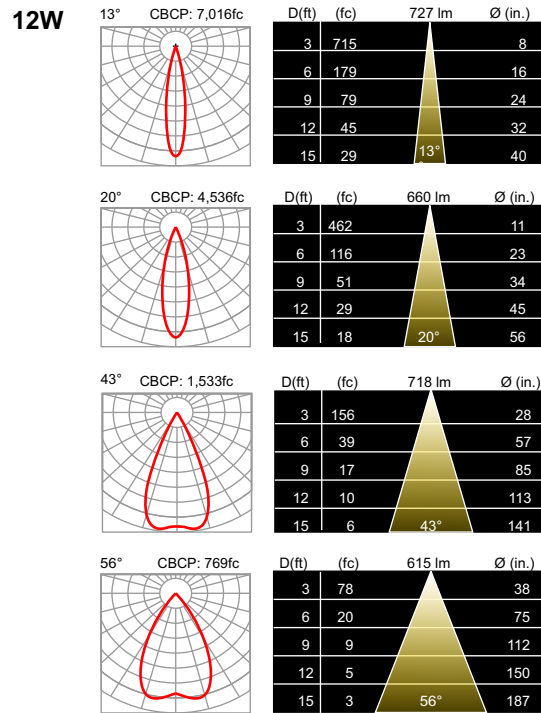 12W
13° CBCP: 7,016fc
D(ft) (fc) 727 lm Ø (in.)
3 715 8
6 179 16
9 79 24
12 45 32
15 29 13° 40
20° CBCP: 4,536fc
D(ft) (fc) 660 lm Ø (in.)
3 462 11
6 116 23
9 51 34
12 29 45
15 18 20° 56
43° CBCP: 1,533fc
D(ft) (fc) 718 lm Ø (in.)
3 156 28
6 39 57
9 17 85
12 10 113
15 6 43° 141
56° CBCP: 769fc
D(ft) (fc) 615 lm Ø (in.)
3 78 38
6 20 75
9 9 112
12 5 150
15 3 56° 187